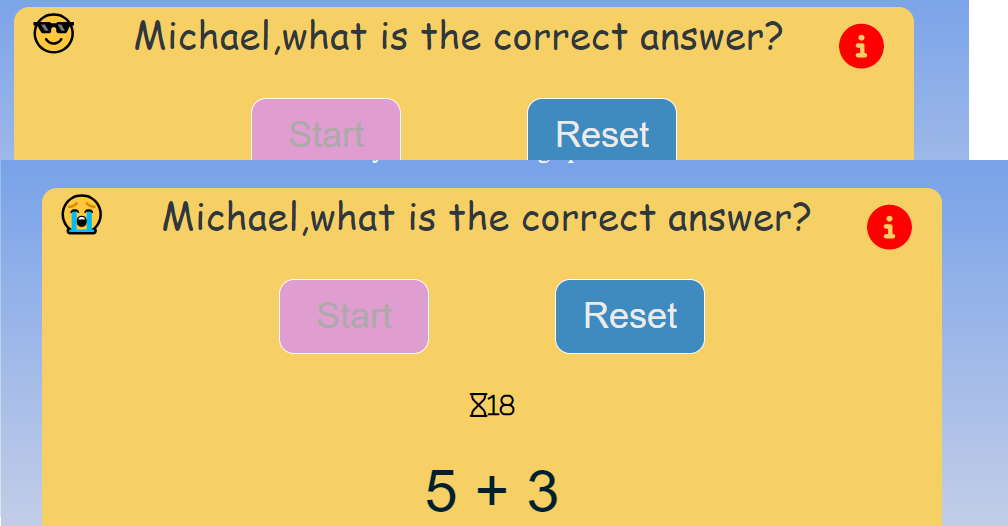 Michael,what is the correct answer?
Start Reset
Michael,what is the correct answer?
Start Reset
18
5 + 3